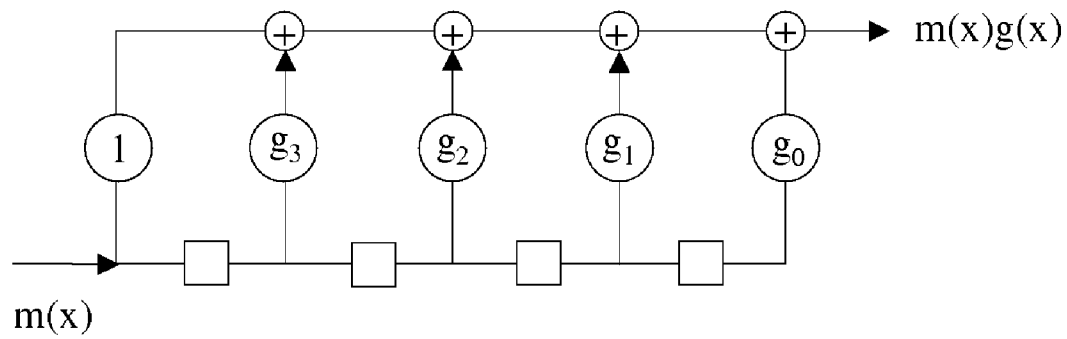 + + + + m(x)g(x)
1 g₃ g₂ g₁ g₀
m(x)